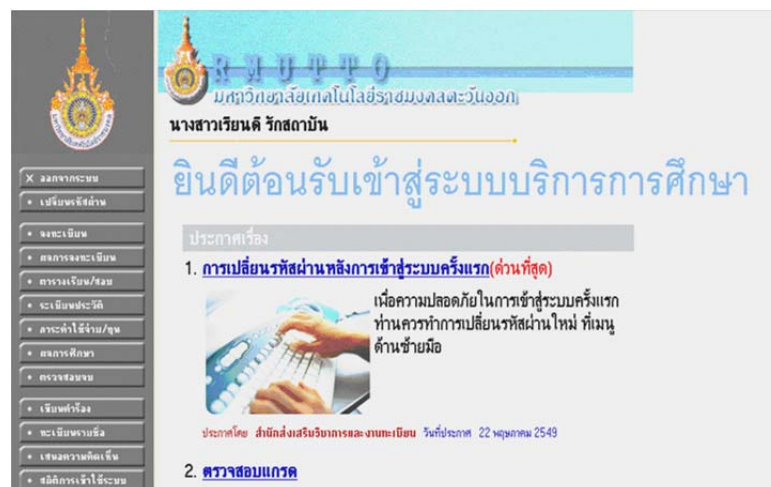 RMUTTO
มหาวิทยาลัยเทคโนโลยีราชมงคลตะวันออก
นางสาวเรียนดี รักสถาบัน
ยินดีต้อนรับเข้าสู่ระบบบริการการศึกษา
X ออกจากระบบ
• เปลี่ยนรหัสผ่าน
• ลงทะเบียน
• ผลการลงทะเบียน
• ตารางเรียน/สอบ
• ระเบียนประวัติ
• ภาระค่าใช้จ่าย/ทุน
• ผลการศึกษา
• ตรวจสอบจบ
• เขียนคำร้อง
• ทะเบียนรายชื่อ
• เสนอความคิดเห็น
• สถิติการเข้าใช้ระบบ
ประกาศเรื่อง
1. การเปลี่ยนรหัสผ่านหลังการเข้าสู่ระบบครั้งแรก(ด่วนที่สุด)
เพื่อความปลอดภัยในการเข้าสู่ระบบครั้งแรก
ท่านควรทำการเปลี่ยนรหัสผ่านใหม่ ที่เมนู
ด้านซ้ายมือ
ประกาศโดย สำนักส่งเสริมวิชาการและงานทะเบียน วันที่ประกาศ 22 พฤษภาคม 2549
2. ตรวจสอบเกรด